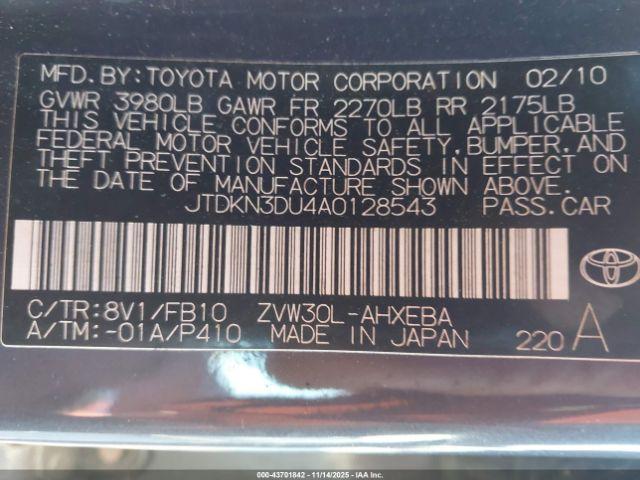 MFD.BY:TOYOTA MOTOR CORPORATION 02/10
GVWR 3980LB GAWR FR 2270LB RR 2175LB
THIS VEHICLE CONFORMS TO ALL APPLICABLE
FEDERAL MOTOR VEHICLE SAFETY,BUMPER,AND
THEFT PREVENTION STANDARDS IN EFFECT ON
THE DATE OF MANUFACTURE SHOWN ABOVE.
JTDKN3DU4A0128543 PASS.CAR
C/TR:8V1/FB10 ZVW30L-AHXEBA
A/TM:-01A/P410 MADE IN JAPAN 220 A
000-43701842 | 11/14/2025 | IAA Inc.